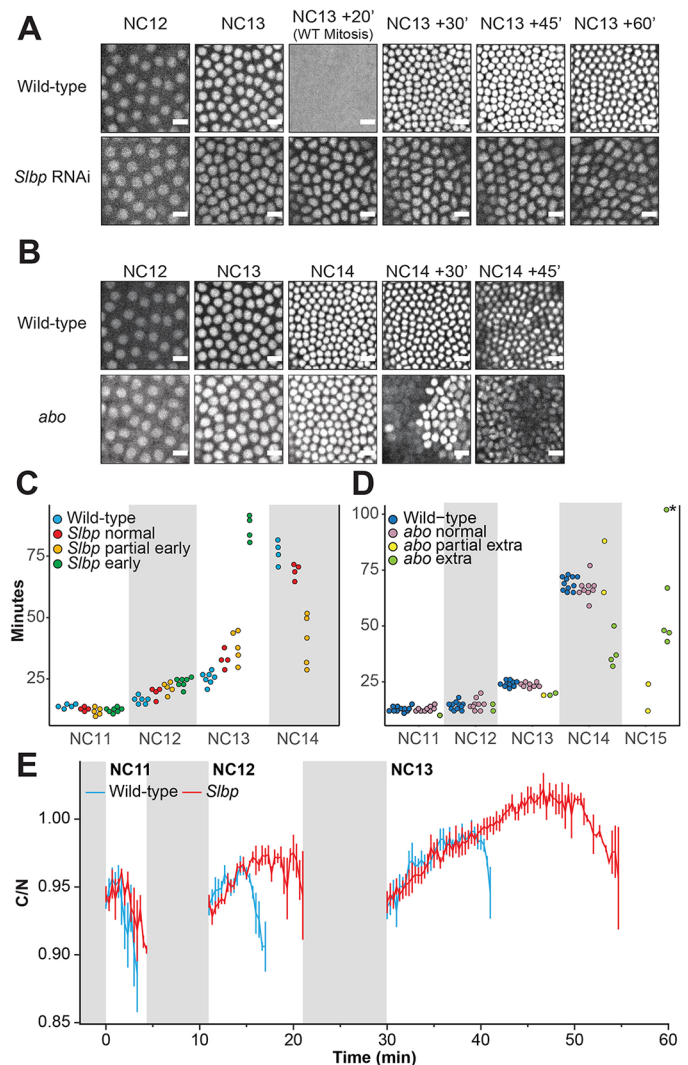 A
NC12 NC13 NC13 +20’ NC13 +30’ NC13 +45’ NC13 +60’
(WT Mitosis)
Wild-type
Slbp RNAi
B
NC12 NC13 NC14 NC14 +30’ NC14 +45’
Wild-type
abo
C
Minutes
75
50
25
Wild-type
Slbp normal
Slbp partial early
Slbp early
NC11 NC12 NC13 NC14
D
100
75
50
25
Wild−type
abo normal
abo partial extra
abo extra
*
NC11 NC12 NC13 NC14 NC15
E
NC11 NC12 NC13
Wild-type Slbp
C/N
1.00
0.95
0.90
0.85
0 10 20 30 40 50 60
Time (min)